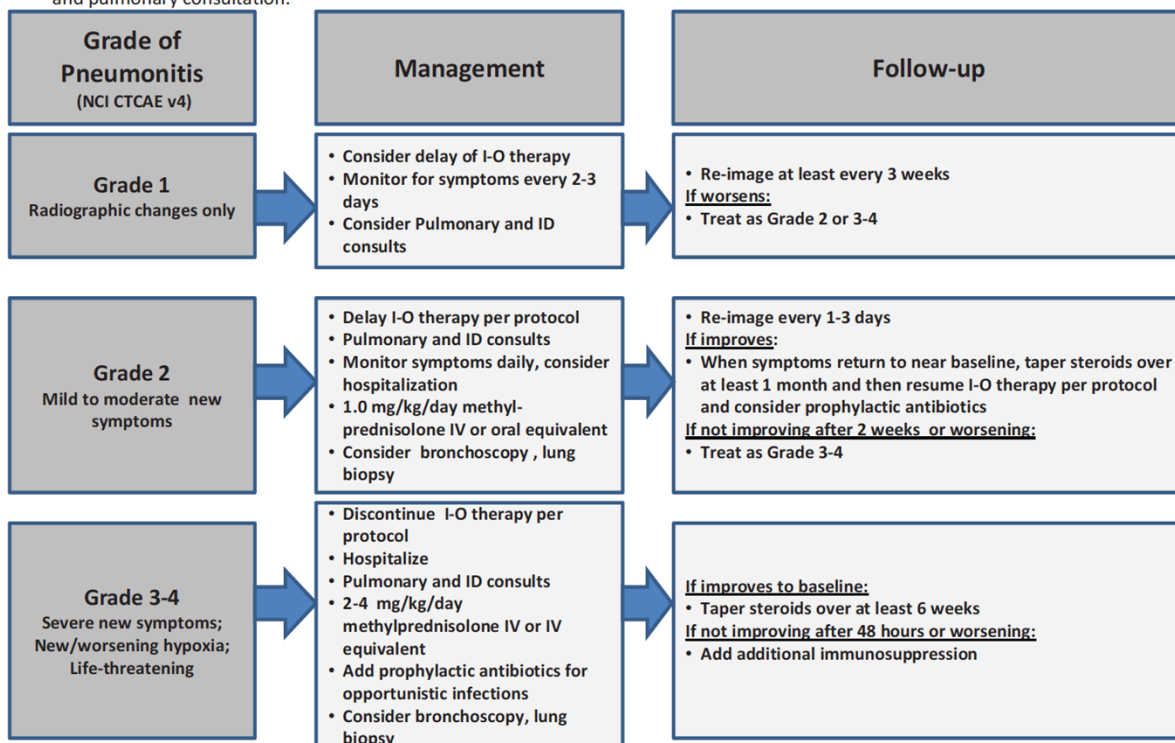 and pulmonary consultation.
Grade of
Pneumonitis
(NCI CTCAE v4)
Management
Follow-up
Grade 1
Radiographic changes only
• Consider delay of I-O therapy
• Monitor for symptoms every 2-3
days
• Consider Pulmonary and ID
consults
• Re-image at least every 3 weeks
If worsens:
• Treat as Grade 2 or 3-4
Grade 2
Mild to moderate new
symptoms
• Delay I-O therapy per protocol
• Pulmonary and ID consults
• Monitor symptoms daily, consider
hospitalization
• 1.0 mg/kg/day methyl-
prednisolone IV or oral equivalent
• Consider bronchoscopy , lung
biopsy
• Re-image every 1-3 days
If improves:
• When symptoms return to near baseline, taper steroids over
at least 1 month and then resume I-O therapy per protocol
and consider prophylactic antibiotics
If not improving after 2 weeks or worsening:
• Treat as Grade 3-4
Grade 3-4
Severe new symptoms;
New/worsening hypoxia;
Life-threatening
• Discontinue I-O therapy per
protocol
• Hospitalize
• Pulmonary and ID consults
• 2-4 mg/kg/day
methylprednisolone IV or IV
equivalent
• Add prophylactic antibiotics for
opportunistic infections
• Consider bronchoscopy, lung
biopsy
If improves to baseline:
• Taper steroids over at least 6 weeks
If not improving after 48 hours or worsening:
• Add additional immunosuppression